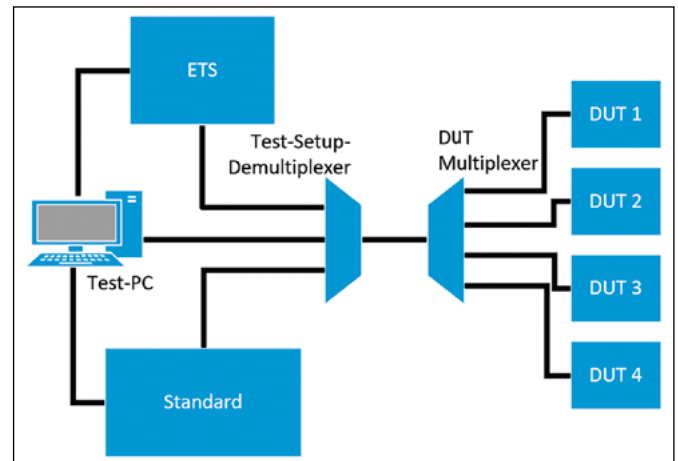 ETS
Test-Setup-
Demultiplexer
DUT
Multiplexer
DUT 1
DUT 2
DUT 3
DUT 4
Test-PC
Standard